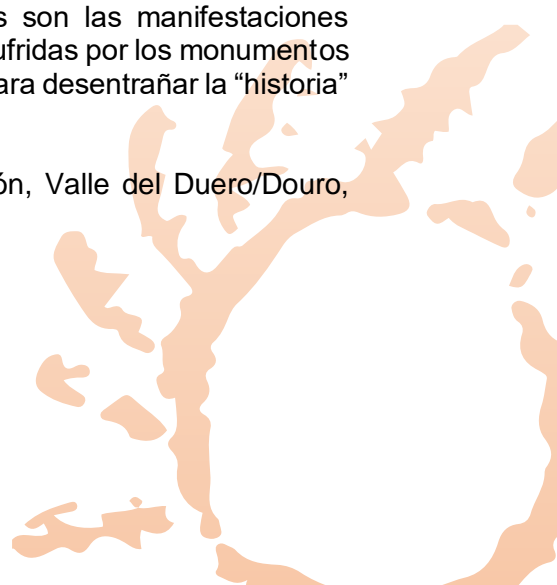 s son las manifestaciones
ufridas por los monumentos
ara desentrañar la “historia”
ón, Valle del Duero/Douro,